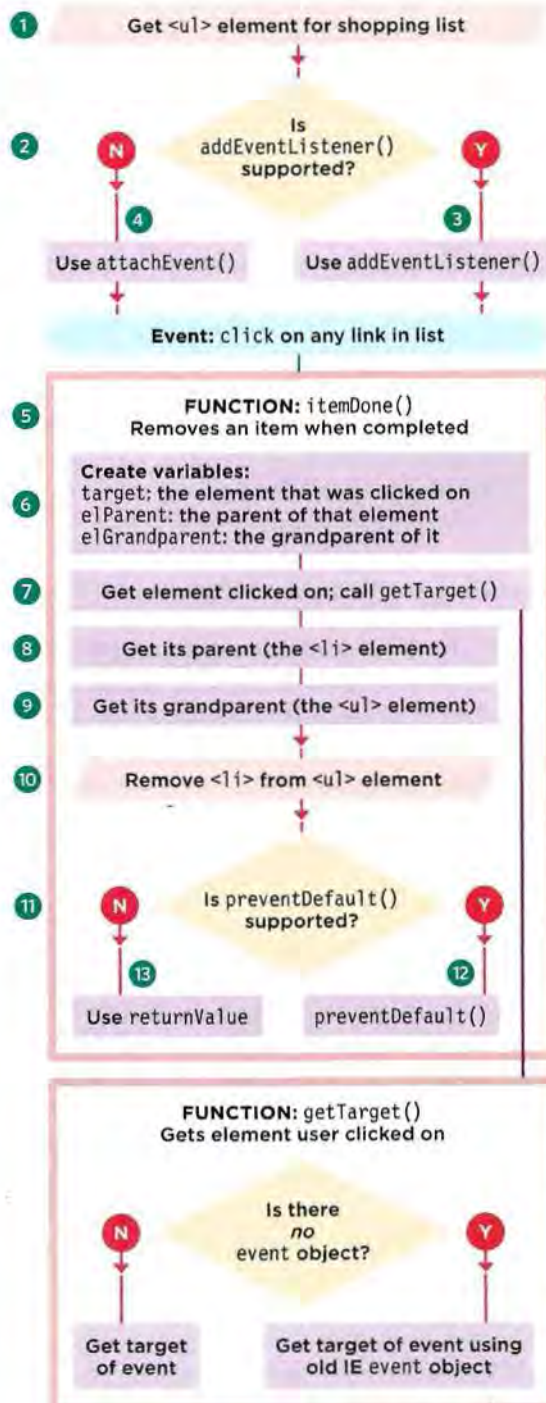 1 Get <ul> element for shopping list
Is
2 N addEventListener() Y
supported?
4 3
Use attachEvent() Use addEventListener()
Event: click on any link in list
5 FUNCTION: itemDone()
Removes an item when completed
Create variables:
6 target: the element that was clicked on
elParent: the parent of that element
elGrandparent: the grandparent of it
7 Get element clicked on; call getTarget()
8 Get its parent (the <li> element)
9 Get its grandparent (the <ul> element)
10 Remove <li> from <ul> element
11 N Is preventDefault() Y
supported?
13 12
Use returnValue preventDefault()
FUNCTION: getTarget()
Gets element user clicked on
Is there
N no Y
event object?
Get target Get target of event using
of event old IE event object